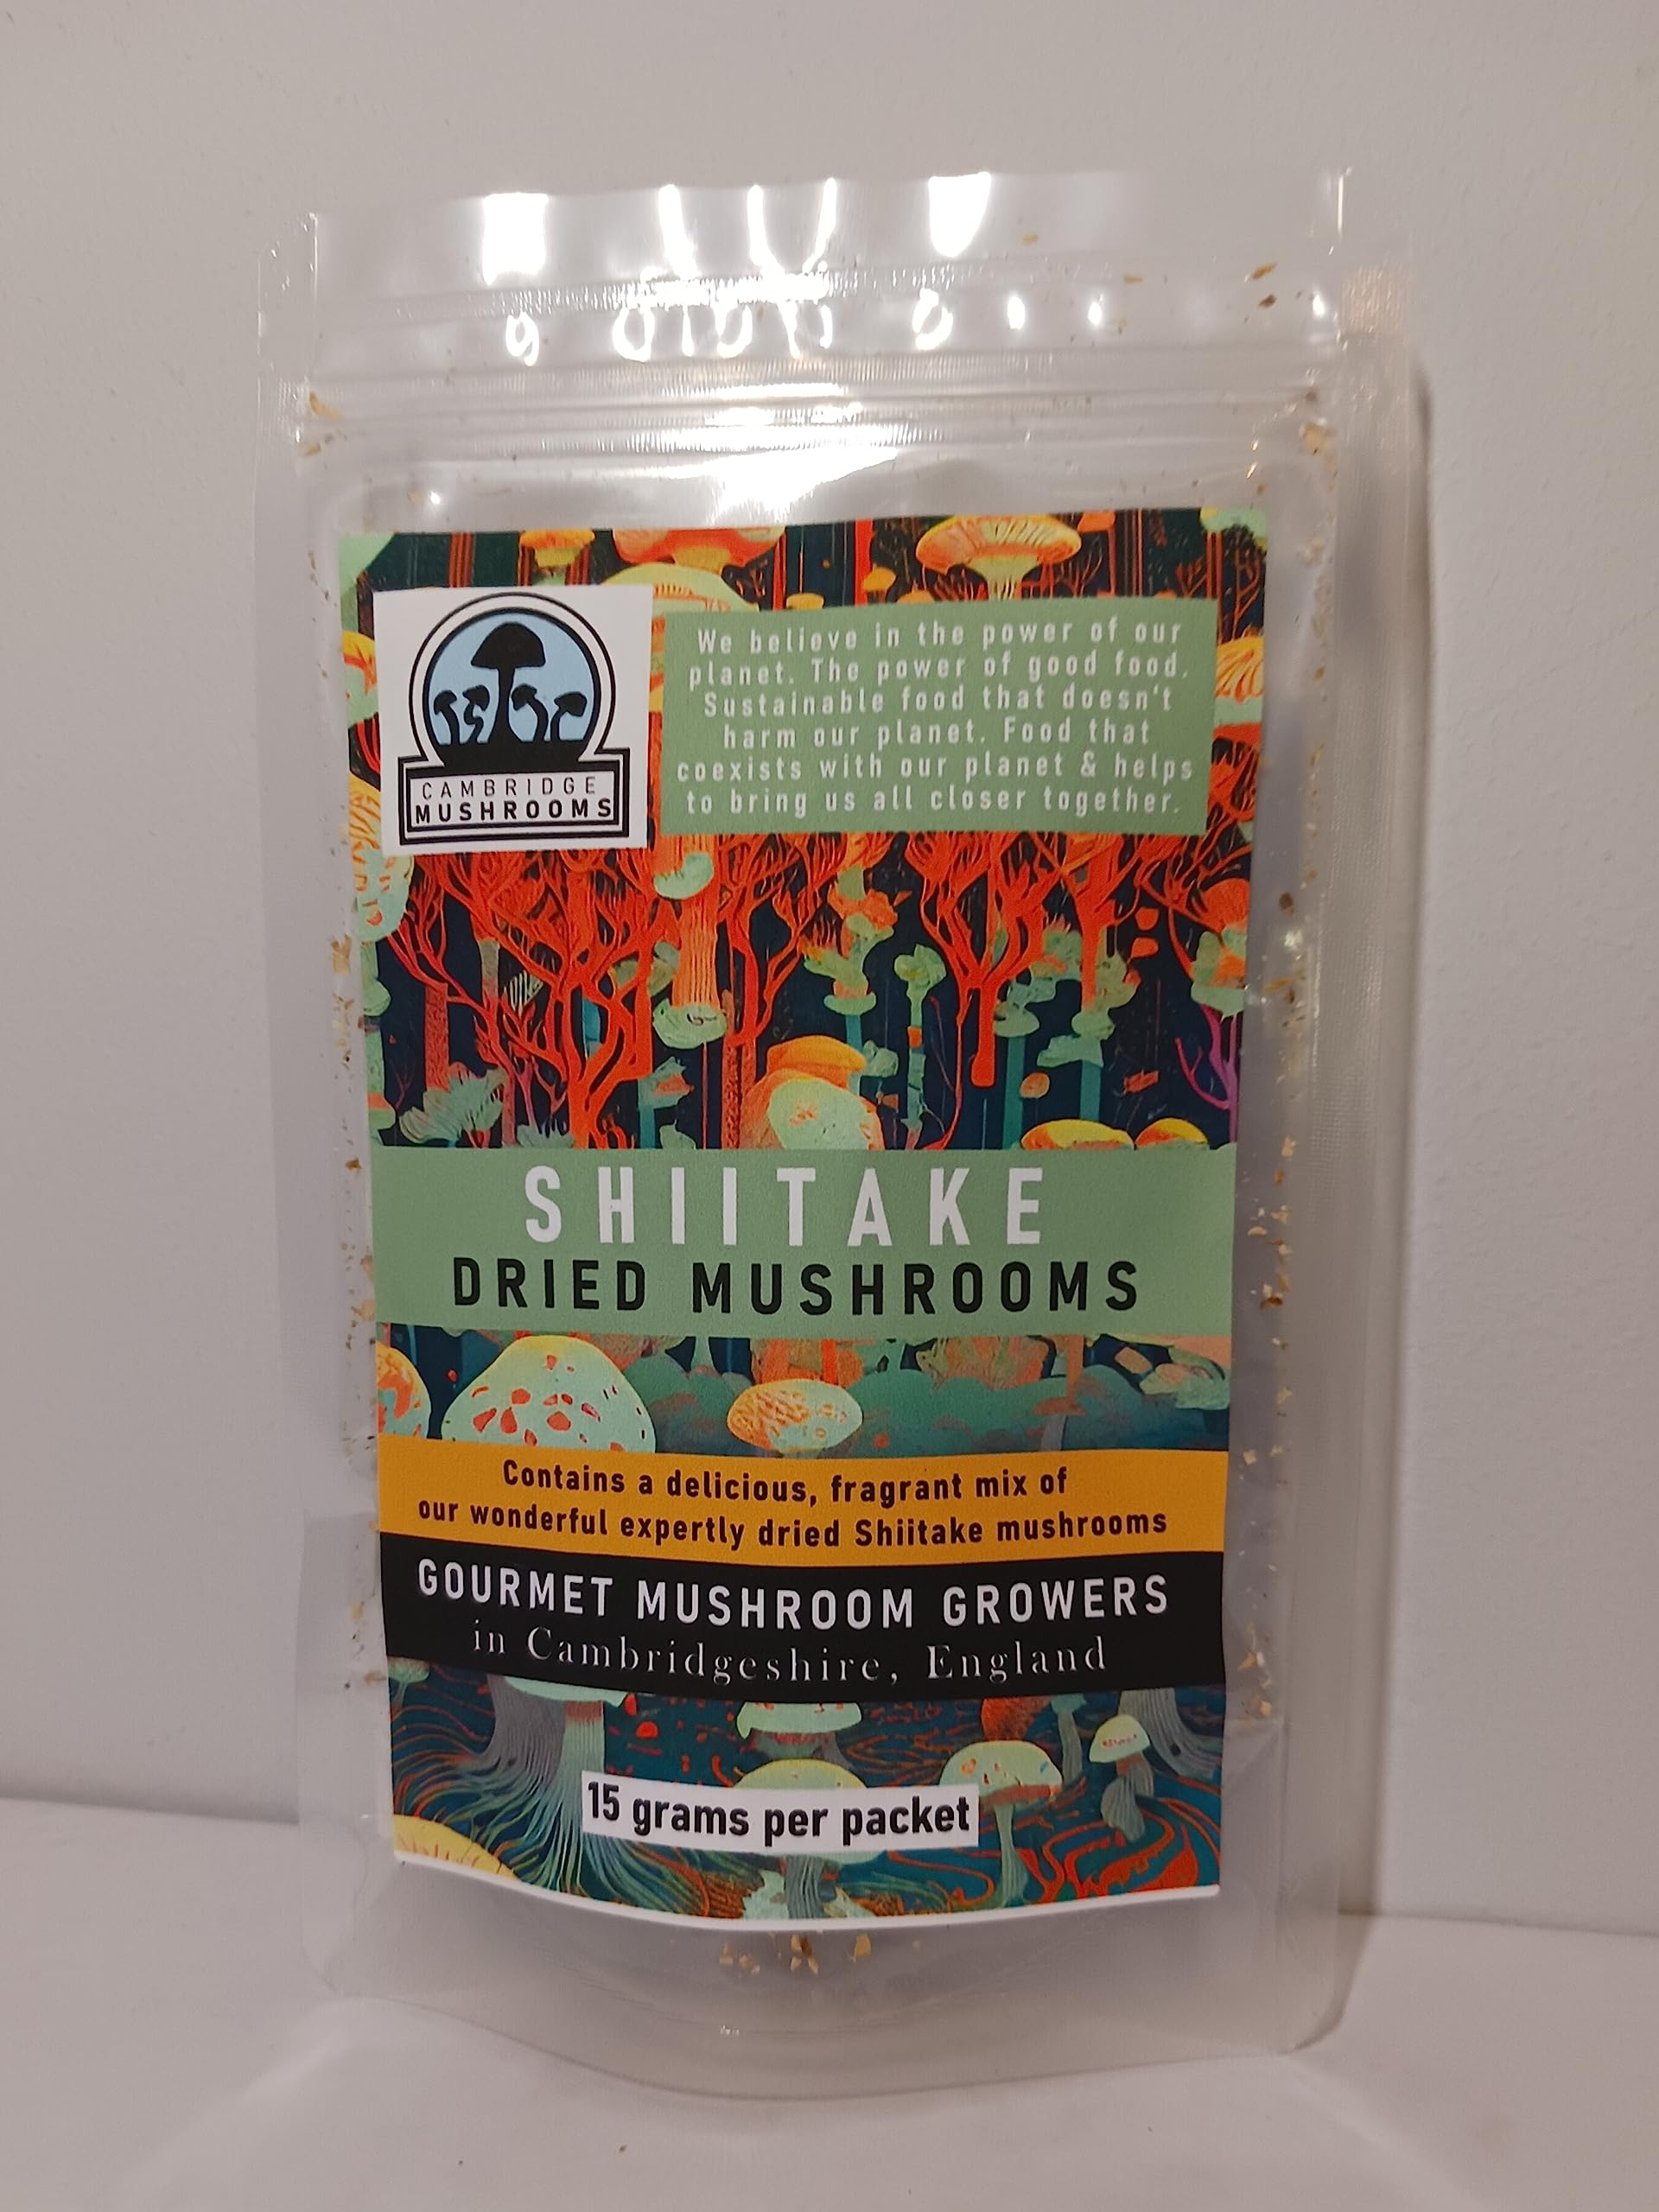 CAMBRIDGE
MUSHROOMS
We believe in the power of our
planet. The power of good food.
Sustainable food that doesn't
harm our planet. Food that
coexists with our planet & helps
to bring us all closer together.
SHIITAKE
DRIED MUSHROOMS
Contains a delicious, fragrant mix of
our wonderful expertly dried Shiitake mushrooms
GOURMET MUSHROOM GROWERS
in Cambridgeshire, England
15 grams per packet